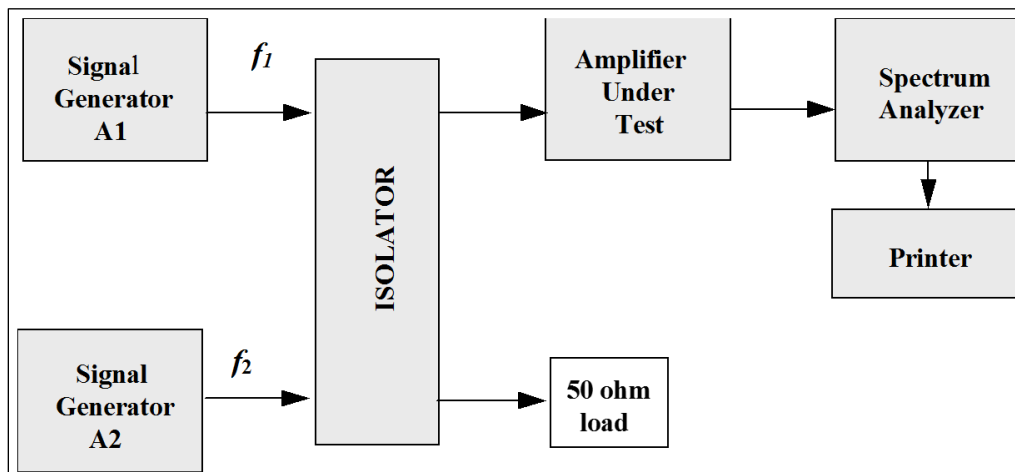 Signal
Generator
A1
f1
ISOLATOR
Amplifier
Under
Test
Spectrum
Analyzer
Printer
Signal
Generator
A2
f2
50 ohm
load